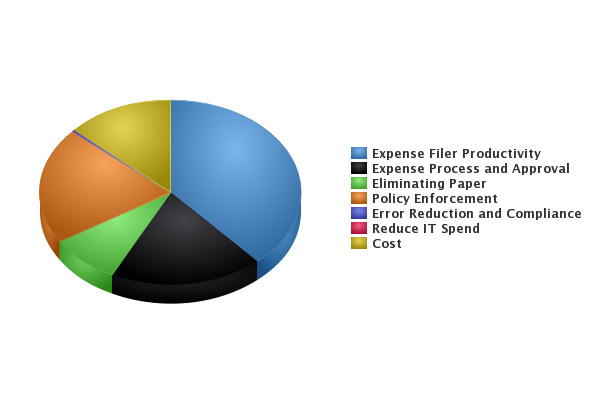 Expense Filer Productivity
Expense Process and Approval
Eliminating Paper
Policy Enforcement
Error Reduction and Compliance
Reduce IT Spend
Cost